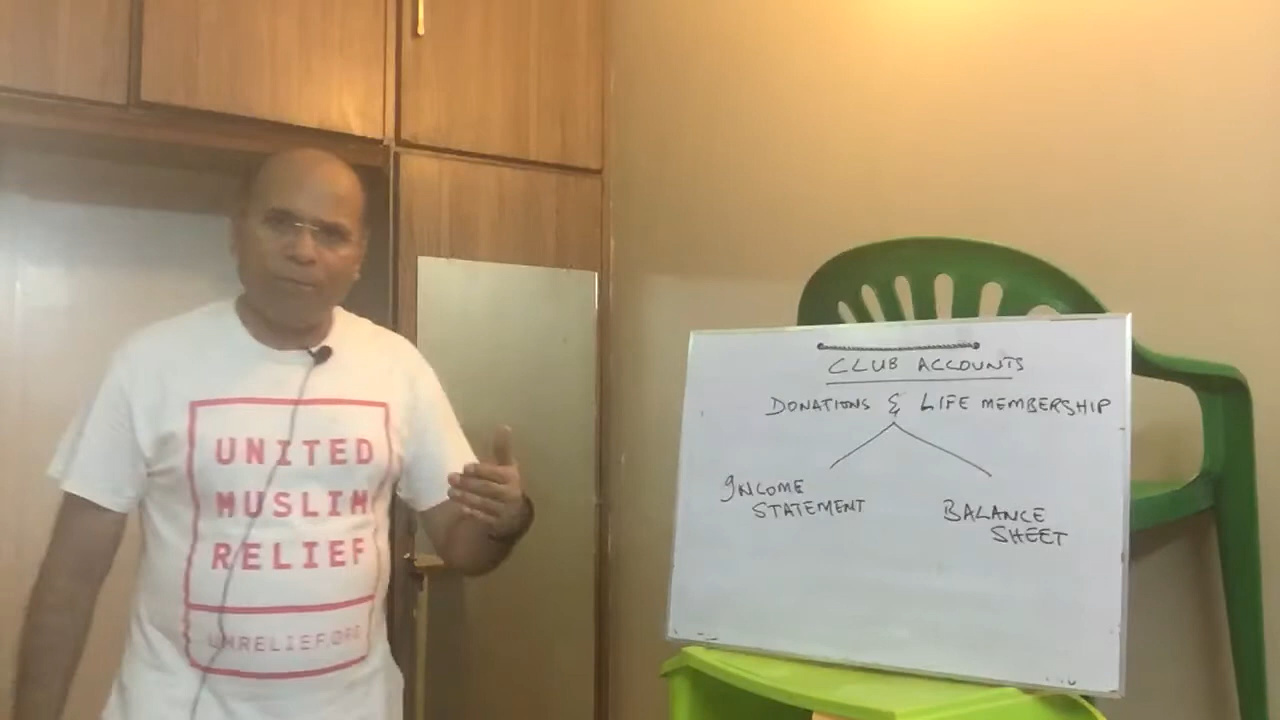 UNITED
MUSLIM
RELIEF
UMRELIEF.ORG
CLUB ACCOUNTS
DONATIONS & LIFE MEMBERSHIP
INCOME
STATEMENT
BALANCE
SHEET